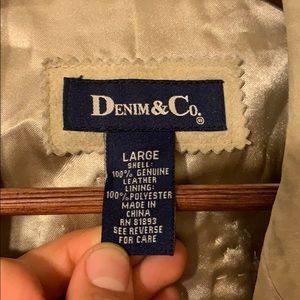 DENIM & CO.®
LARGE
SHELL:
100% GENUINE
LEATHER
LINING:
100% POLYESTER
MADE IN
CHINA
RN 81893
SEE REVERSE
FOR CARE